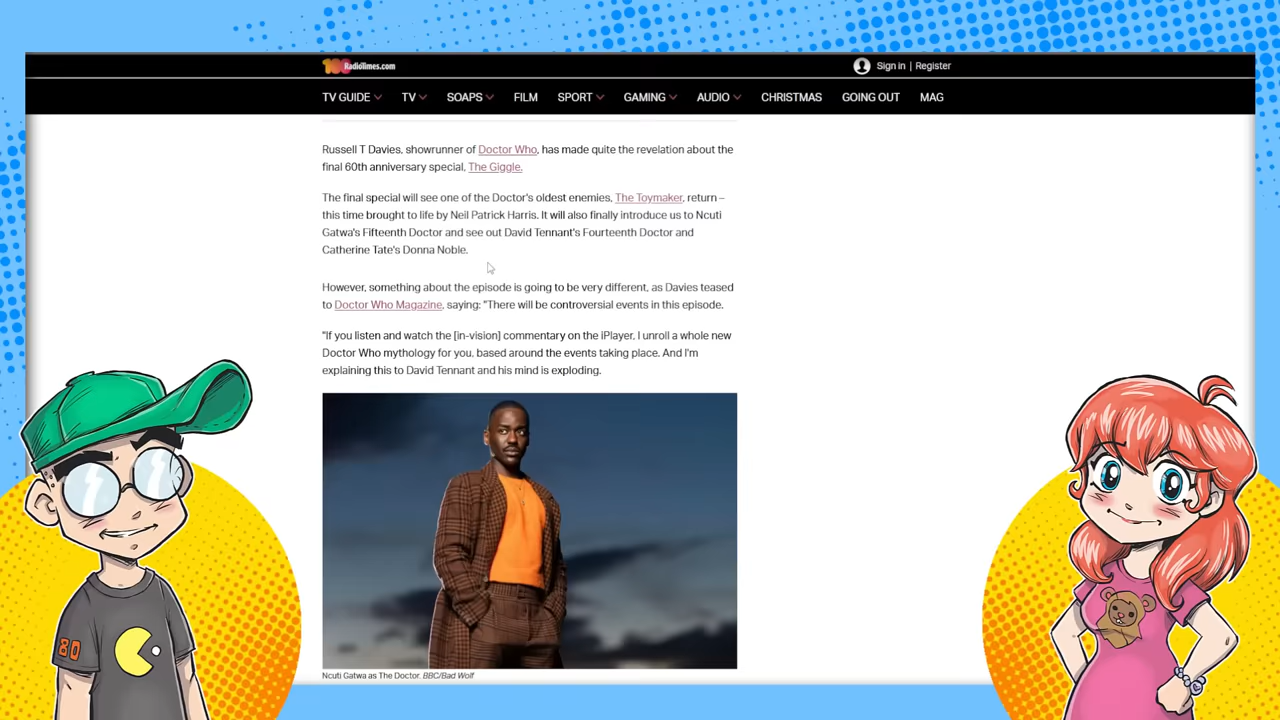 100 RadioTimes.com
Sign in | Register
TV GUIDE TV SOAPS FILM SPORT GAMING AUDIO CHRISTMAS GOING OUT MAG
Russell T Davies, showrunner of Doctor Who, has made quite the revelation about the
final 60th anniversary special, The Giggle.
The final special will see one of the Doctor's oldest enemies, The Toymaker, return –
this time brought to life by Neil Patrick Harris. It will also finally introduce us to Ncuti
Gatwa's Fifteenth Doctor and see out David Tennant's Fourteenth Doctor and
Catherine Tate's Donna Noble.
However, something about the episode is going to be very different, as Davies teased
to Doctor Who Magazine, saying: "There will be controversial events in this episode.
"If you listen and watch the [in-vision] commentary on the iPlayer, I unroll a whole new
Doctor Who mythology for you, based around the events taking place. And I'm
explaining this to David Tennant and his mind is exploding.
Ncuti Gatwa as The Doctor. BBC/Bad Wolf
80